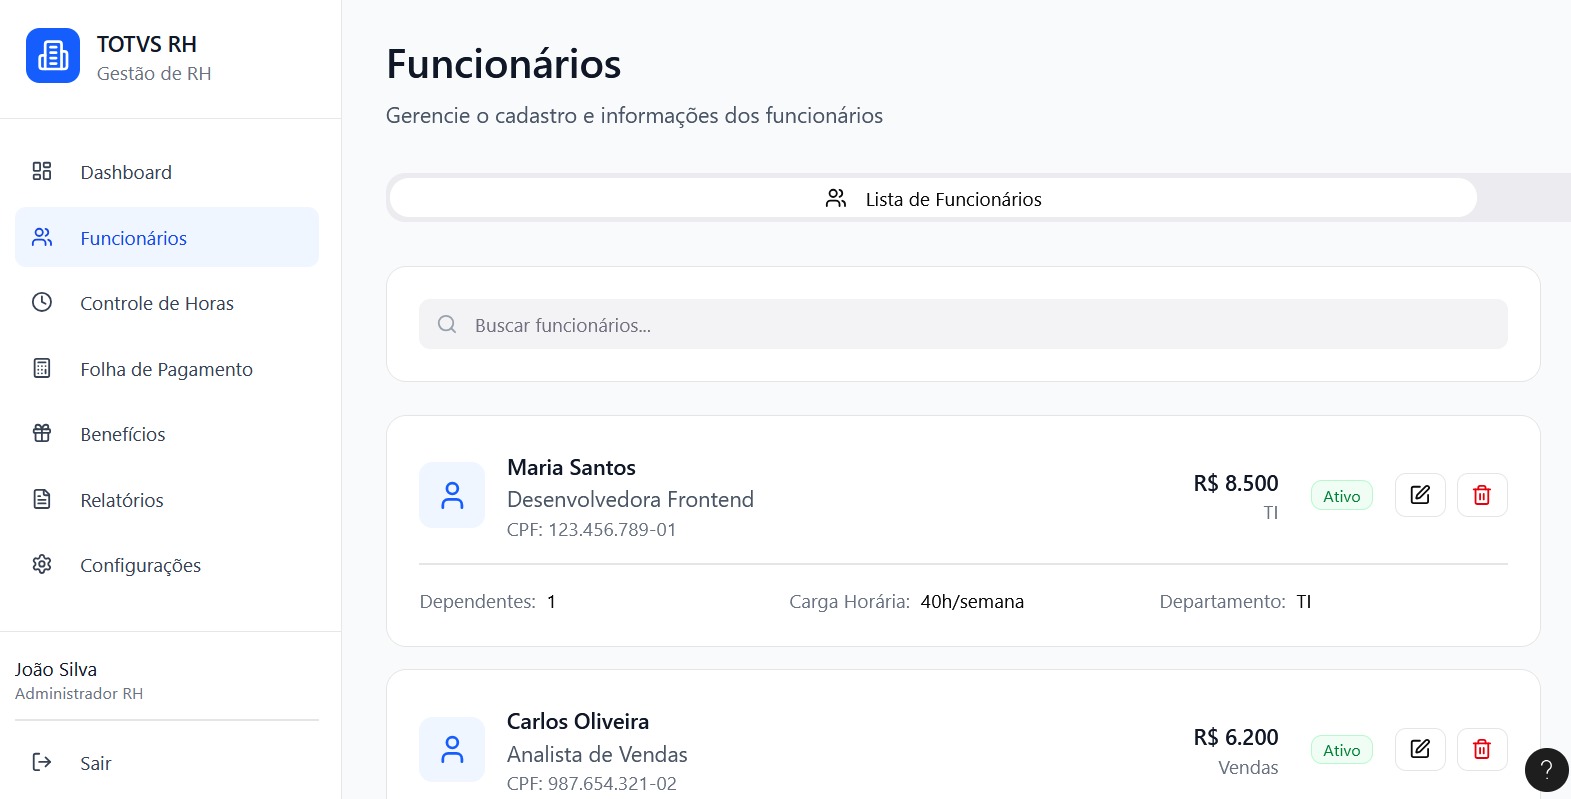 TOTVS RH
Gestão de RH
Dashboard
Funcionários
Controle de Horas
Folha de Pagamento
Benefícios
Relatórios
Configurações
João Silva
Administrador RH
Sair
Funcionários
Gerencie o cadastro e informações dos funcionários
Lista de Funcionários
Buscar funcionários...
Maria Santos
Desenvolvedora Frontend
CPF: 123.456.789-01
R$ 8.500
TI
Ativo
Dependentes: 1
Carga Horária: 40h/semana
Departamento: TI
Carlos Oliveira
Analista de Vendas
CPF: 987.654.321-02
R$ 6.200
Vendas
Ativo
?